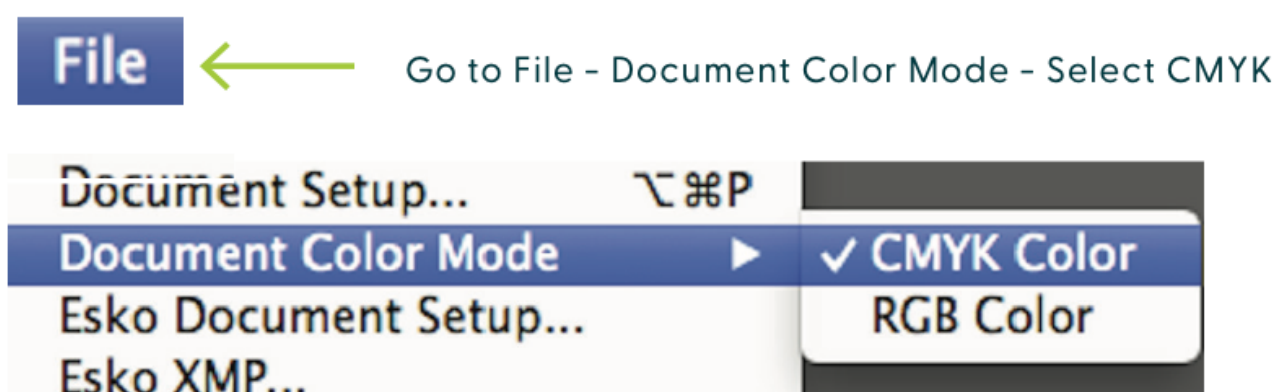 File
Go to File - Document Color Mode - Select CMYK
Document Setup... ⌥⌘P
Document Color Mode ▶ ✓ CMYK Color
Esko Document Setup... RGB Color
Esko XMP...